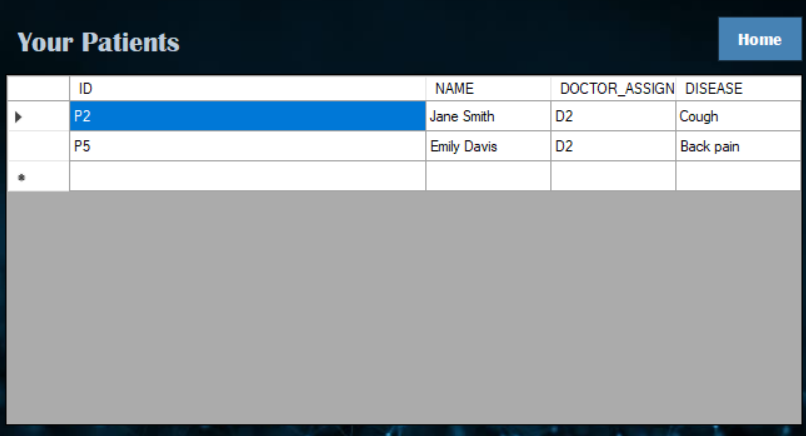 Your Patients
Home
ID NAME DOCTOR_ASSIGN DISEASE
P2 Jane Smith D2 Cough
P5 Emily Davis D2 Back pain